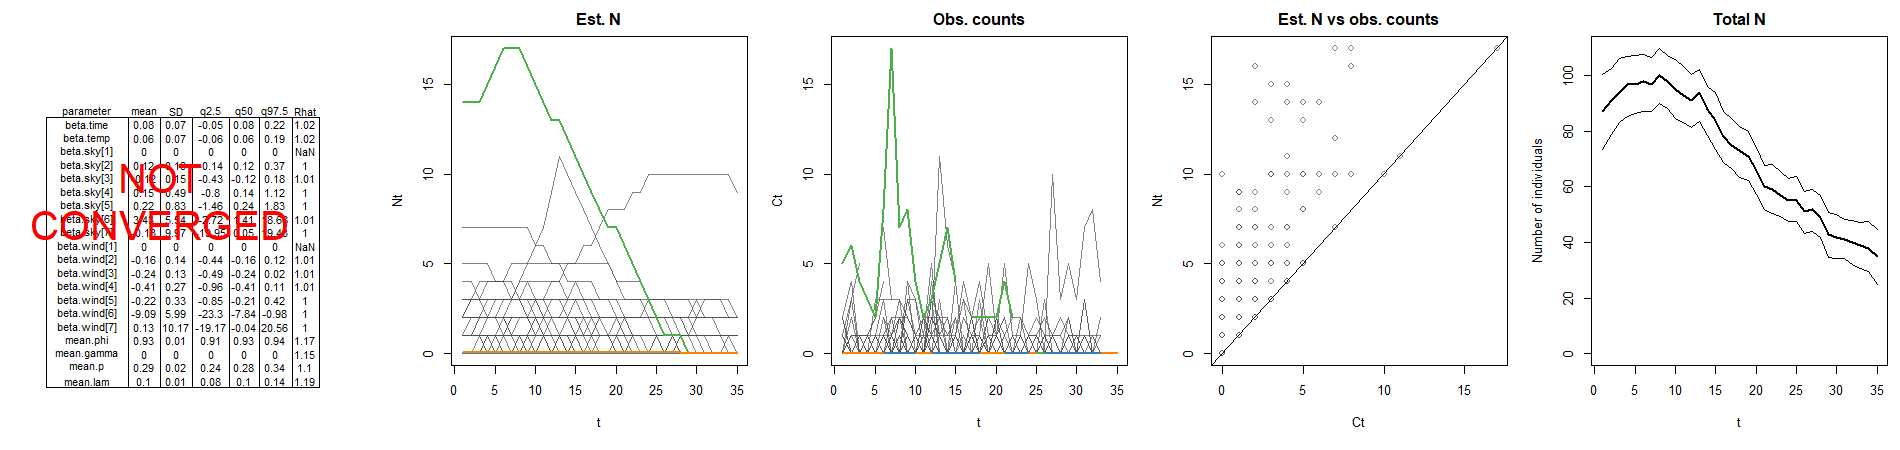 parameter mean SD q2.5 q50 q97.5 Rhat
beta.time 0.08 0.07 -0.05 0.08 0.22 1.02
beta.temp 0.06 0.07 -0.06 0.06 0.19 1.02
beta.sky[1] 0 0 0 0 0 NaN
beta.sky[2] 0.12 -0.14 0.12 0.37 1
beta.sky[3] -0.43 -0.12 0.18 1.01
beta.sky[4] 0.15 0.49 -0.8 0.14 1.12 1
beta.sky[5] 0.22 0.83 -1.46 0.24 1.83 1
beta.sky[6] 1.01
1
NOT
CONVERGED
beta.wind[1] 0 0 0 0 0 NaN
beta.wind[2] -0.16 0.14 -0.44 -0.16 0.12 1.01
beta.wind[3] -0.24 0.13 -0.49 -0.24 0.02 1.01
beta.wind[4] -0.41 0.27 -0.96 -0.41 0.11 1.01
beta.wind[5] -0.22 0.33 -0.85 -0.21 0.42 1
beta.wind[6] -9.09 5.99 -23.3 -7.84 -0.98 1
beta.wind[7] 0.13 10.17 -19.17 -0.04 20.56 1
mean.phi 0.93 0.01 0.91 0.93 0.94 1.17
mean.gamma 0 0 0 0 0 1.15
mean.p 0.29 0.02 0.24 0.28 0.34 1.1
mean.lam 0.1 0.01 0.08 0.1 0.14 1.19
Est. N
Nt
0 5 10 15
0 5 10 15 20 25 30 35
t
Obs. counts
Ct
0 5 10 15
0 5 10 15 20 25 30 35
t
Est. N vs obs. counts
Nt
0 5 10 15
0 5 10 15
Ct
Total N
Number of individuals
0 20 40 60 80 100
0 5 10 15 20 25 30 35
t